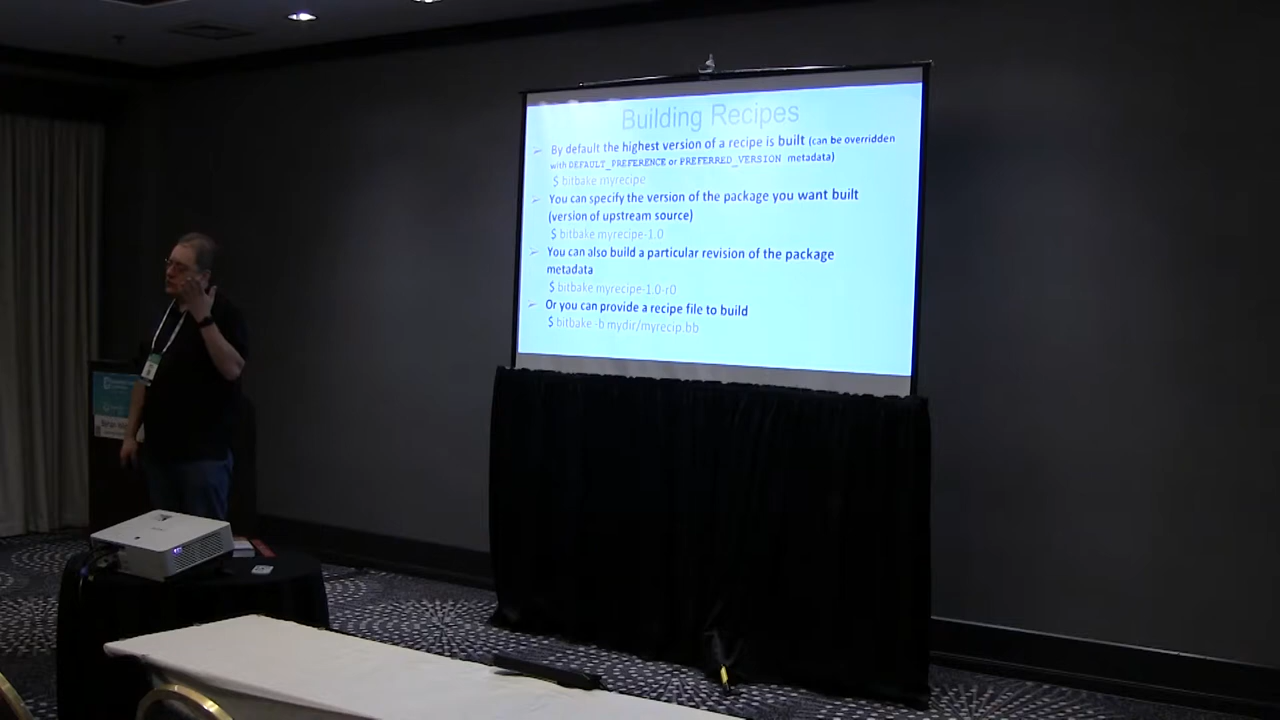 Building Recipes
By default the highest version of a recipe is built (can be overridden
with DEFAULT_PREFERENCE or PREFERRED_VERSION metadata)
$ bitbake myrecipe
You can specify the version of the package you want built
(version of upstream source)
$ bitbake myrecipe-1.0
You can also build a particular revision of the package
metadata
$ bitbake myrecipe-1.0-r0
Or you can provide a recipe file to build
$ bitbake -b mydir/myrecip.bb